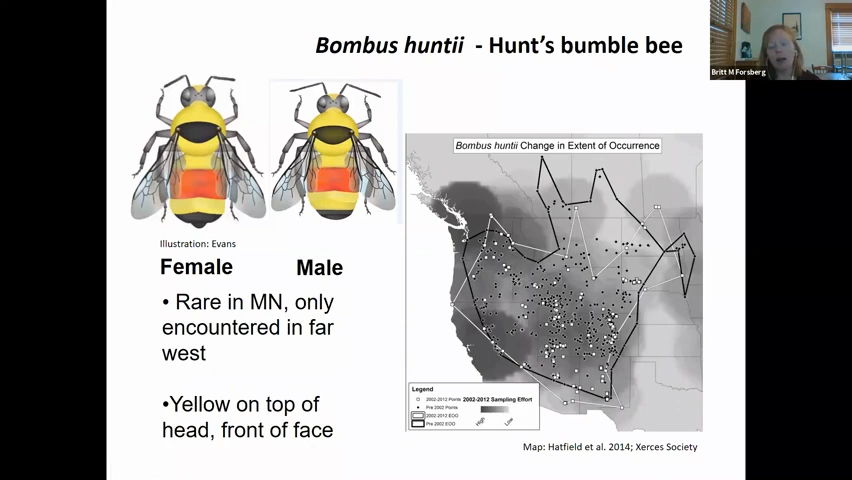 Bombus huntii - Hunt's bumble bee
Britt M Forsberg
Illustration: Evans
Female
Male
• Rare in MN, only
encountered in far
west
•Yellow on top of
head, front of face
Bombus huntii Change in Extent of Occurrence
Legend
2002-2012 Points
Pre 2002 Points
2002-2012 EOO
Pre 2002 EOO
2002-2012 Sampling Effort
High
Low
Map: Hatfield et al. 2014; Xerces Society